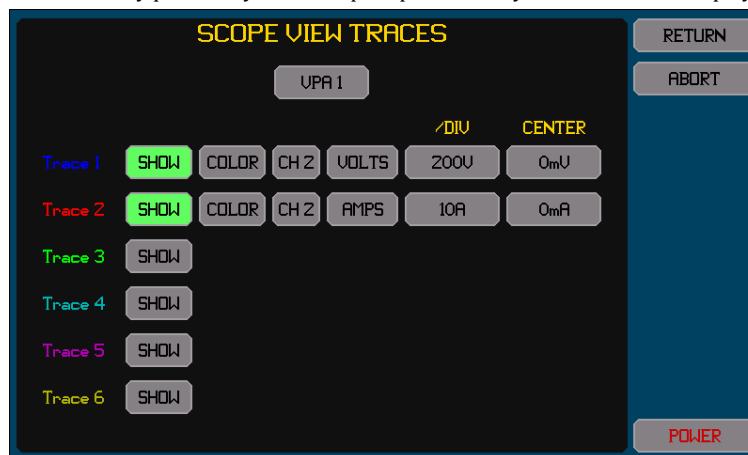 SCOPE VIEW TRACES
RETURN
VPA 1
ABORT
/DIV CENTER
Trace 1 SHOW COLOR CH 2 VOLTS 200V 0mV
Trace 2 SHOW COLOR CH 2 AMPS 10A 0mA
Trace 3 SHOW
Trace 4 SHOW
Trace 5 SHOW
Trace 6 SHOW
POWER